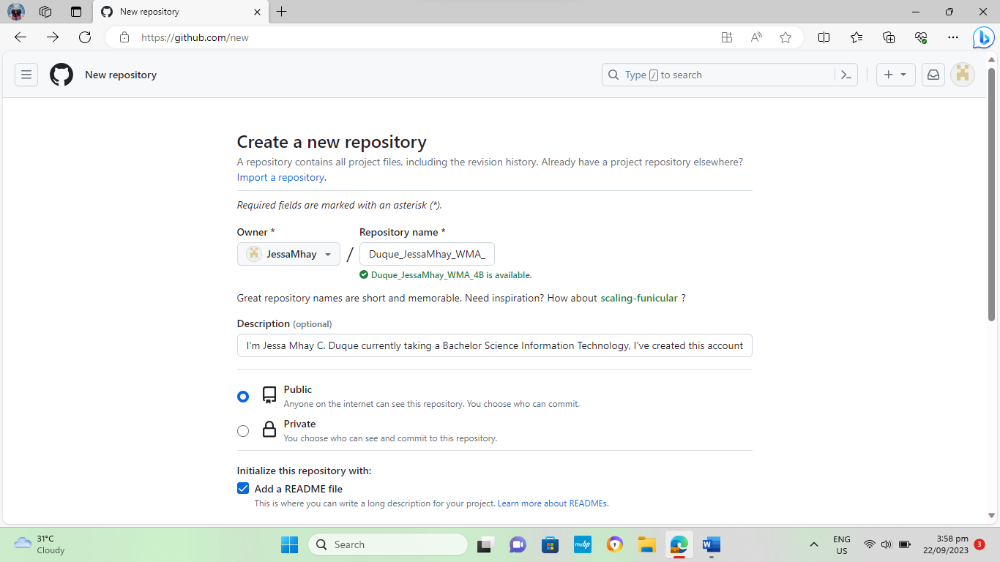 New repository
https://github.com/new
New repository
Type / to search
Create a new repository
A repository contains all project files, including the revision history. Already have a project repository elsewhere?
Import a repository.
Required fields are marked with an asterisk (*).
Owner *
Repository name *
JessaMhay
/
Duque_JessaMhay_WMA_
Duque_JessaMhay_WMA_4B is available.
Great repository names are short and memorable. Need inspiration? How about scaling-funicular ?
Description (optional)
I'm Jessa Mhay C. Duque currently taking a Bachelor Science Information Technology, I've created this account
Public
Anyone on the internet can see this repository. You choose who can commit.
Private
You choose who can see and commit to this repository.
Initialize this repository with:
Add a README file
This is where you can write a long description for your project. Learn more about READMEs.
31°C
Cloudy
Search
myhp
ENG
US
3:58 pm
22/09/2023
3